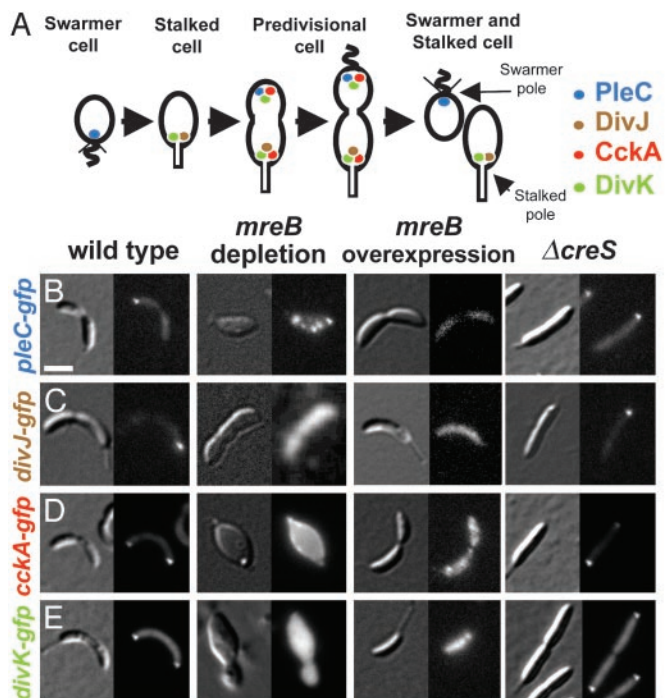 A
Swarmer
cell
Stalked
cell
Predivisional
cell
Swarmer and
Stalked cell
Swarmer
pole
Stalked
pole
PleC
DivJ
CckA
DivK
wild type
mreB
depletion
mreB
overexpression
ΔcreS
B
pleC-gfp
C
divJ-gfp
D
cckA-gfp
E
divK-gfp